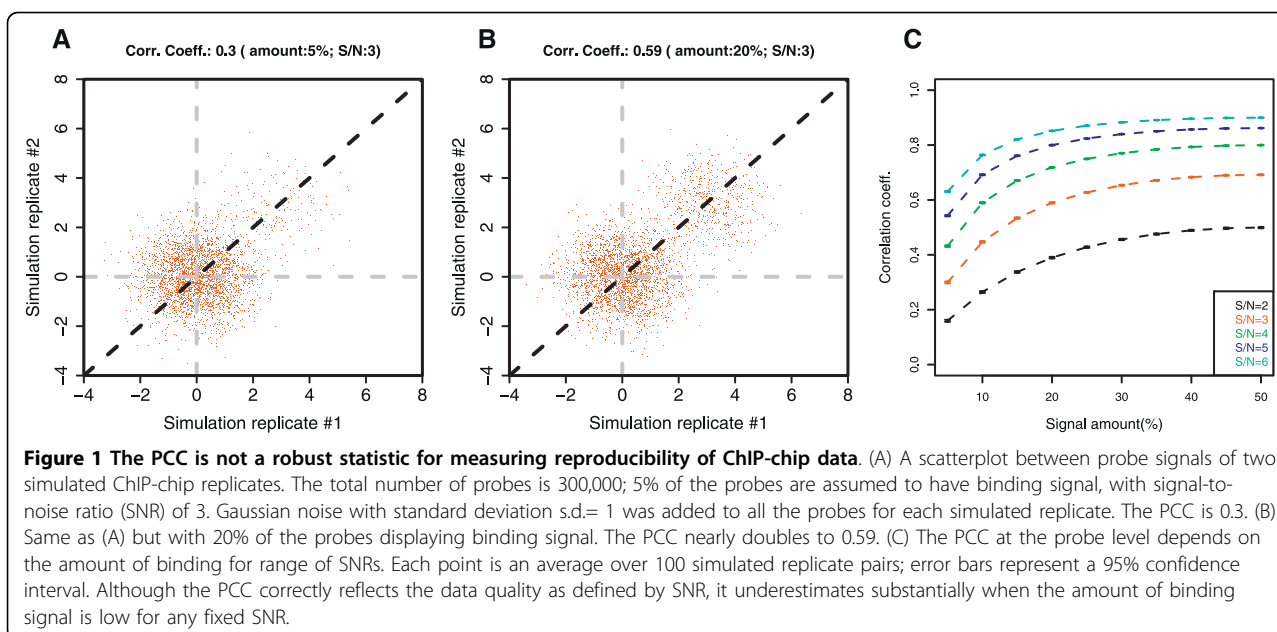 A
Corr. Coeff.: 0.3 ( amount:5%; S/N:3)
8
6
4
2
0
−2
−4
Simulation replicate #2
−4 −2 0 2 4 6 8
Simulation replicate #1
B
Corr. Coeff.: 0.59 ( amount:20%; S/N:3)
8
6
4
2
0
−2
−4
Simulation replicate #2
−4 −2 0 2 4 6 8
Simulation replicate #1
C
1.0
0.8
0.6
0.4
0.2
0.0
Correlation coeff.
S/N=2
S/N=3
S/N=4
S/N=5
S/N=6
10 20 30 40 50
Signal amount(%)
Figure 1 The PCC is not a robust statistic for measuring reproducibility of ChIP-chip data. (A) A scatterplot between probe signals of two
simulated ChIP-chip replicates. The total number of probes is 300,000; 5% of the probes are assumed to have binding signal, with signal-to-
noise ratio (SNR) of 3. Gaussian noise with standard deviation s.d.= 1 was added to all the probes for each simulated replicate. The PCC is 0.3. (B)
Same as (A) but with 20% of the probes displaying binding signal. The PCC nearly doubles to 0.59. (C) The PCC at the probe level depends on
the amount of binding for range of SNRs. Each point is an average over 100 simulated replicate pairs; error bars represent a 95% confidence
interval. Although the PCC correctly reflects the data quality as defined by SNR, it underestimates substantially when the amount of binding
signal is low for any fixed SNR.